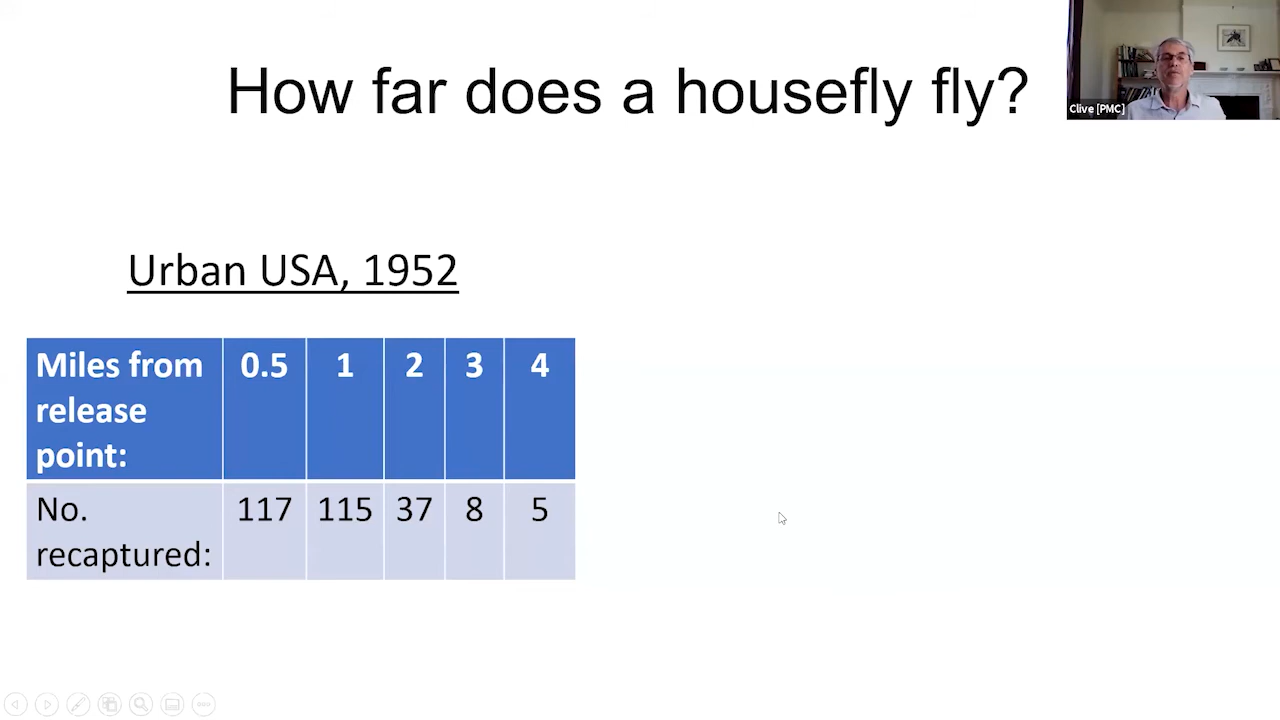 How far does a housefly fly?
Clive [PMC]
Urban USA, 1952
Miles from release point: 0.5 1 2 3 4
No. recaptured: 117 115 37 8 5